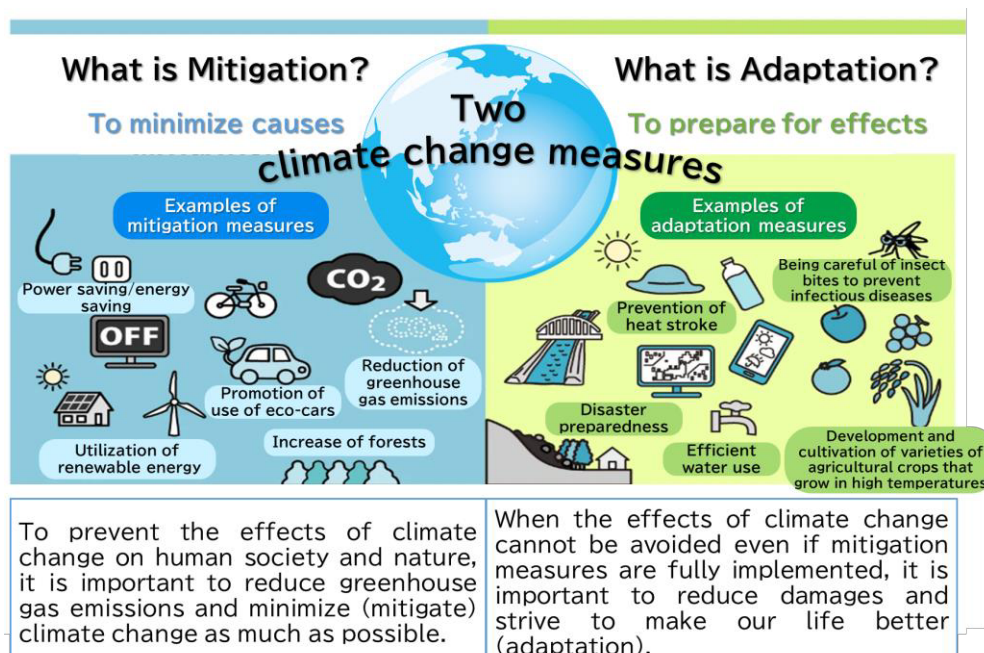 What is Mitigation?
To minimize causes
Two
climate change measures
What is Adaptation?
To prepare for effects
Examples of
mitigation measures
Power saving/energy
saving
OFF
CO₂
CO₂
Promotion of
use of eco-cars
Reduction of
greenhouse
gas emissions
Utilization of
renewable energy
Increase of forests
Examples of
adaptation measures
Prevention of
heat stroke
Being careful of insect
bites to prevent
infectious diseases
Disaster
preparedness
Efficient
water use
Development and
cultivation of varieties of
agricultural crops that
grow in high temperatures
To prevent the effects of climate
change on human society and nature,
it is important to reduce greenhouse
gas emissions and minimize (mitigate)
climate change as much as possible.
When the effects of climate change
cannot be avoided even if mitigation
measures are fully implemented, it is
important to reduce damages and
strive to make our life better
(adaptation).